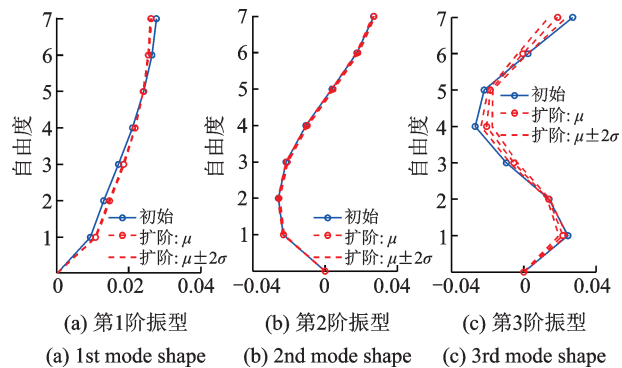 7
6
5
4
3
2
1
自由度
初始
扩阶: μ
扩阶: μ±2σ
0 0.02 0.04
(a) 第1阶振型
(a) 1st mode shape
7
6
5
4
3
2
1
自由度
初始
扩阶: μ
扩阶: μ±2σ
−0.04 0 0.04
(b) 第2阶振型
(b) 2nd mode shape
7
6
5
4
3
2
1
自由度
初始
扩阶: μ
扩阶: μ±2σ
−0.04 0 0.04
(c) 第3阶振型
(c) 3rd mode shape